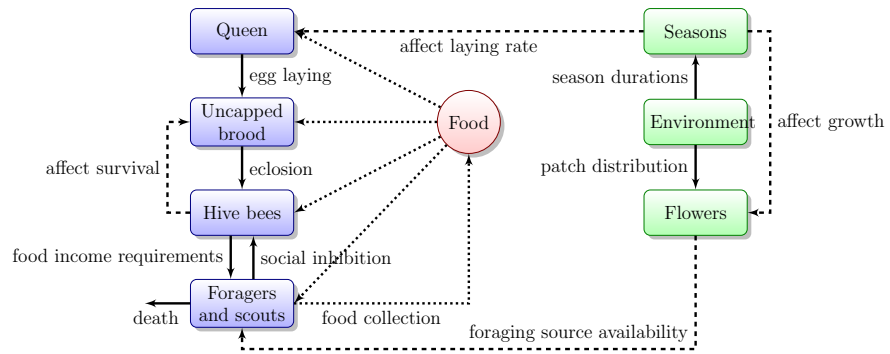 Queen
Seasons
affect laying rate
egg laying
season durations
Uncapped
brood
Food
Environment
affect growth
affect survival
eclosion
patch distribution
Hive bees
Flowers
food income requirements
social inhibition
Foragers
and scouts
death
food collection
foraging source availability